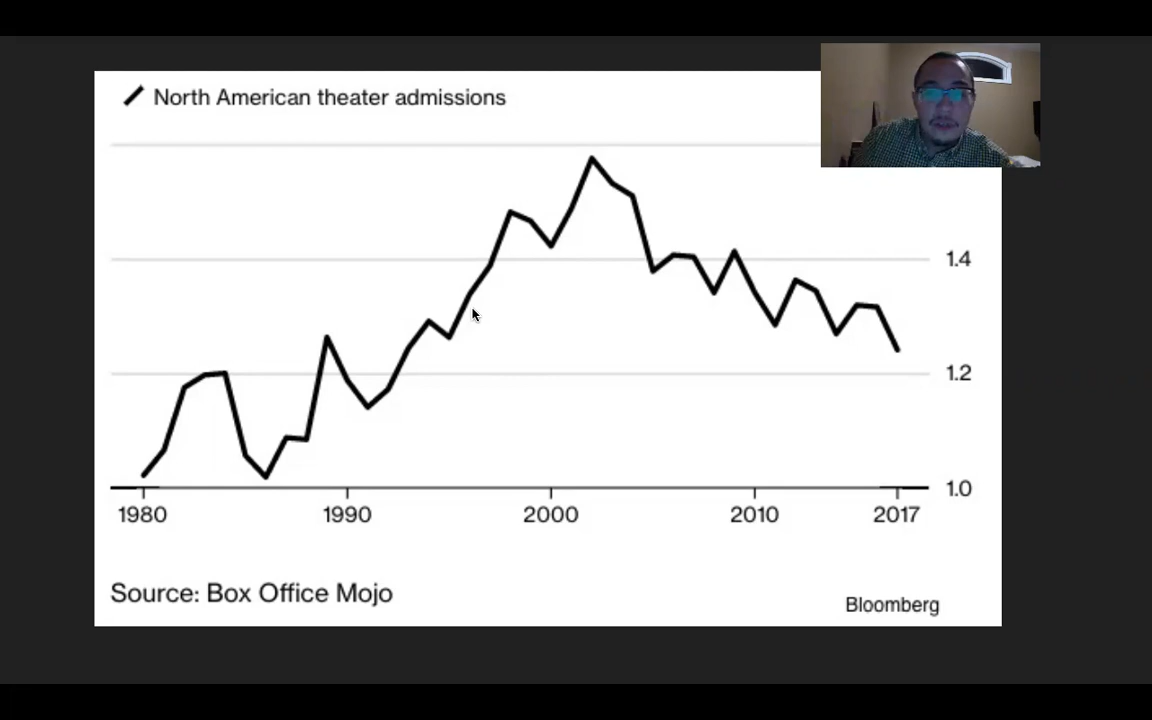 North American theater admissions
1.4
1.2
1.0
1980 1990 2000 2010 2017
Source: Box Office Mojo
Bloomberg